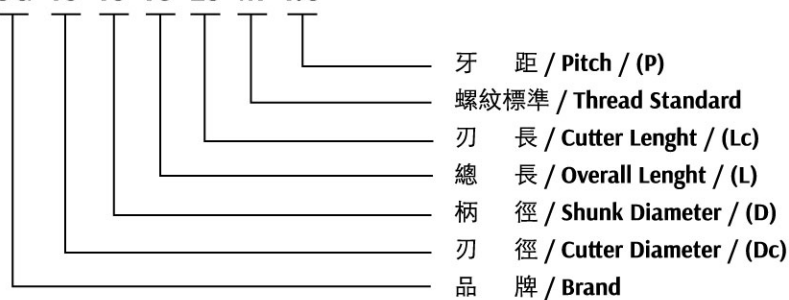 牙 距 / Pitch / (P)
螺紋標準 / Thread Standard
刃 長 / Cutter Lenght / (Lc)
總 長 / Overall Lenght / (L)
柄 徑 / Shunk Diameter / (D)
刃 徑 / Cutter Diameter / (Dc)
品 牌 / Brand